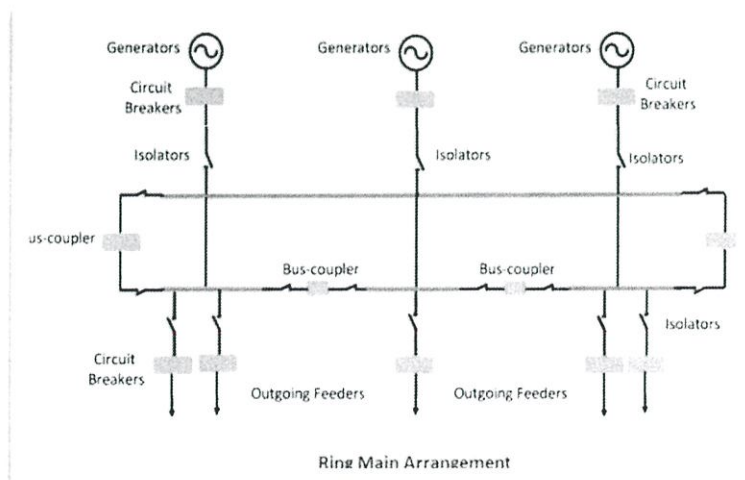 Generators
Generators
Generators
Circuit
Breakers
Circuit
Breakers
Isolators
Isolators
Isolators
us-coupler
Bus-coupler
Bus-coupler
Isolators
Circuit
Breakers
Outgoing Feeders
Outgoing Feeders
Ring Main Arrangement